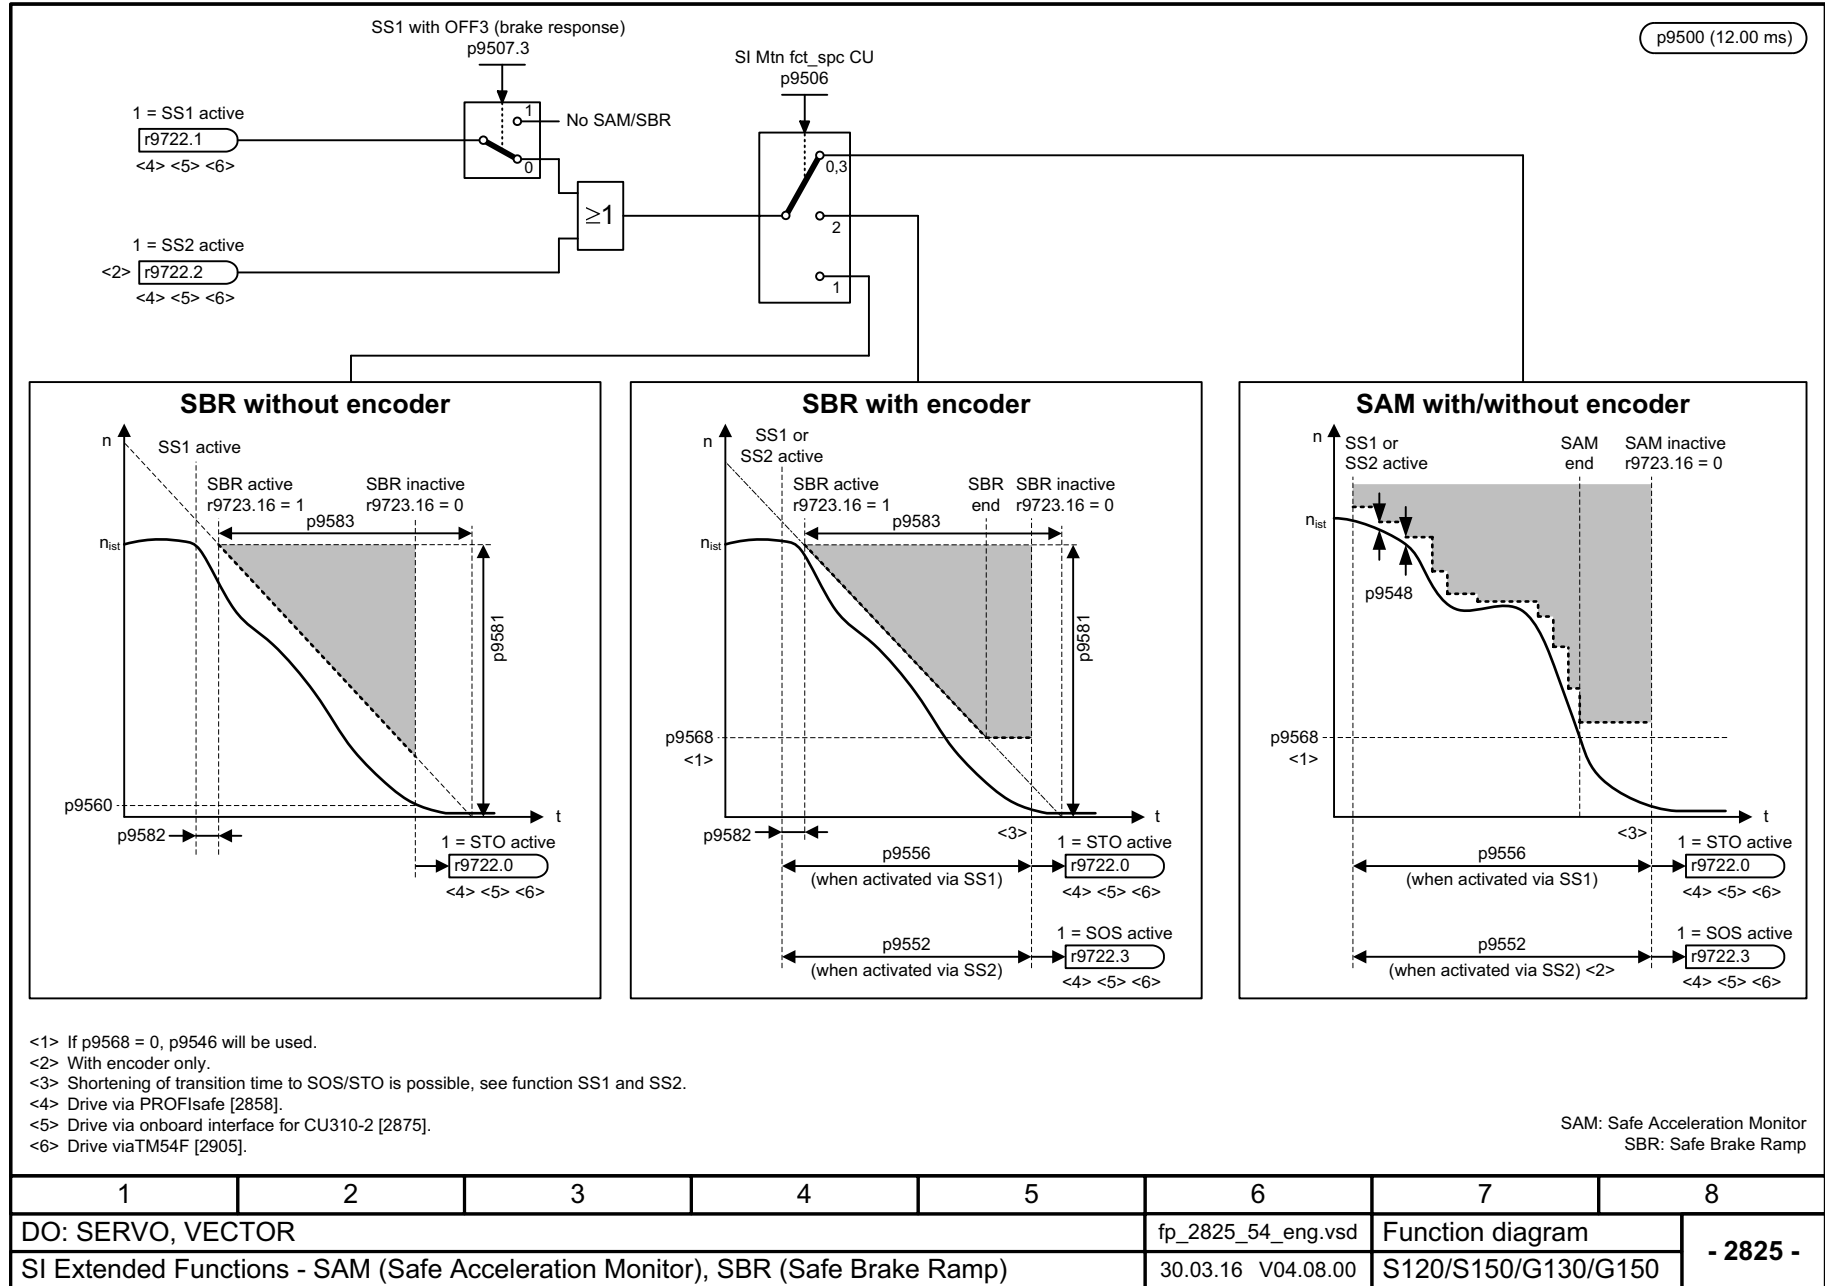 SS1 with OFF3 (brake response)
p9507.3
p9500 (12.00 ms)
SI Mtn fct_spc CU
p9506
1 = SS1 active
r9722.1
<4> <5> <6>
1
No SAM/SBR
0
≥1
0,3
2
1
1 = SS2 active
<2> r9722.2
<4> <5> <6>
SBR without encoder
n
SS1 active
SBR active
r9723.16 = 1
SBR inactive
r9723.16 = 0
p9583
nist
p9581
p9560
t
p9582
1 = STO active
r9722.0
<4> <5> <6>
SBR with encoder
n
SS1 or
SS2 active
SBR active
r9723.16 = 1
SBR
end
SBR inactive
r9723.16 = 0
p9583
nist
p9581
p9568
<1>
t
p9582
<3>
p9556
(when activated via SS1)
1 = STO active
r9722.0
<4> <5> <6>
p9552
(when activated via SS2)
1 = SOS active
r9722.3
<4> <5> <6>
SAM with/without encoder
n
SS1 or
SS2 active
SAM
end
SAM inactive
r9723.16 = 0
nist
p9548
p9568
<1>
t
<3>
p9556
(when activated via SS1)
1 = STO active
r9722.0
<4> <5> <6>
p9552
(when activated via SS2) <2>
1 = SOS active
r9722.3
<4> <5> <6>
<1> If p9568 = 0, p9546 will be used.
<2> With encoder only.
<3> Shortening of transition time to SOS/STO is possible, see function SS1 and SS2.
<4> Drive via PROFIsafe [2858].
<5> Drive via onboard interface for CU310-2 [2875].
<6> Drive viaTM54F [2905].
SAM: Safe Acceleration Monitor
SBR: Safe Brake Ramp
1 2 3 4 5 6 7 8
DO: SERVO, VECTOR
fp_2825_54_eng.vsd
Function diagram
- 2825 -
SI Extended Functions - SAM (Safe Acceleration Monitor), SBR (Safe Brake Ramp)
30.03.16 V04.08.00
S120/S150/G130/G150